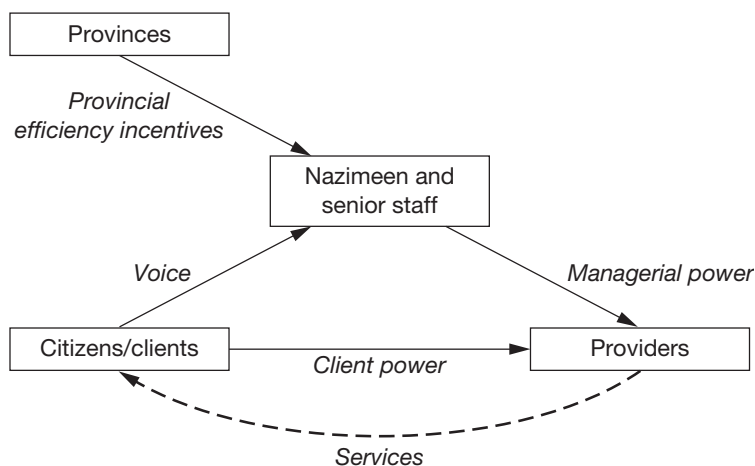 Provinces
Provincial
efficiency incentives
Nazimeen and
senior staff
Voice
Managerial power
Citizens/clients
Client power
Providers
Services